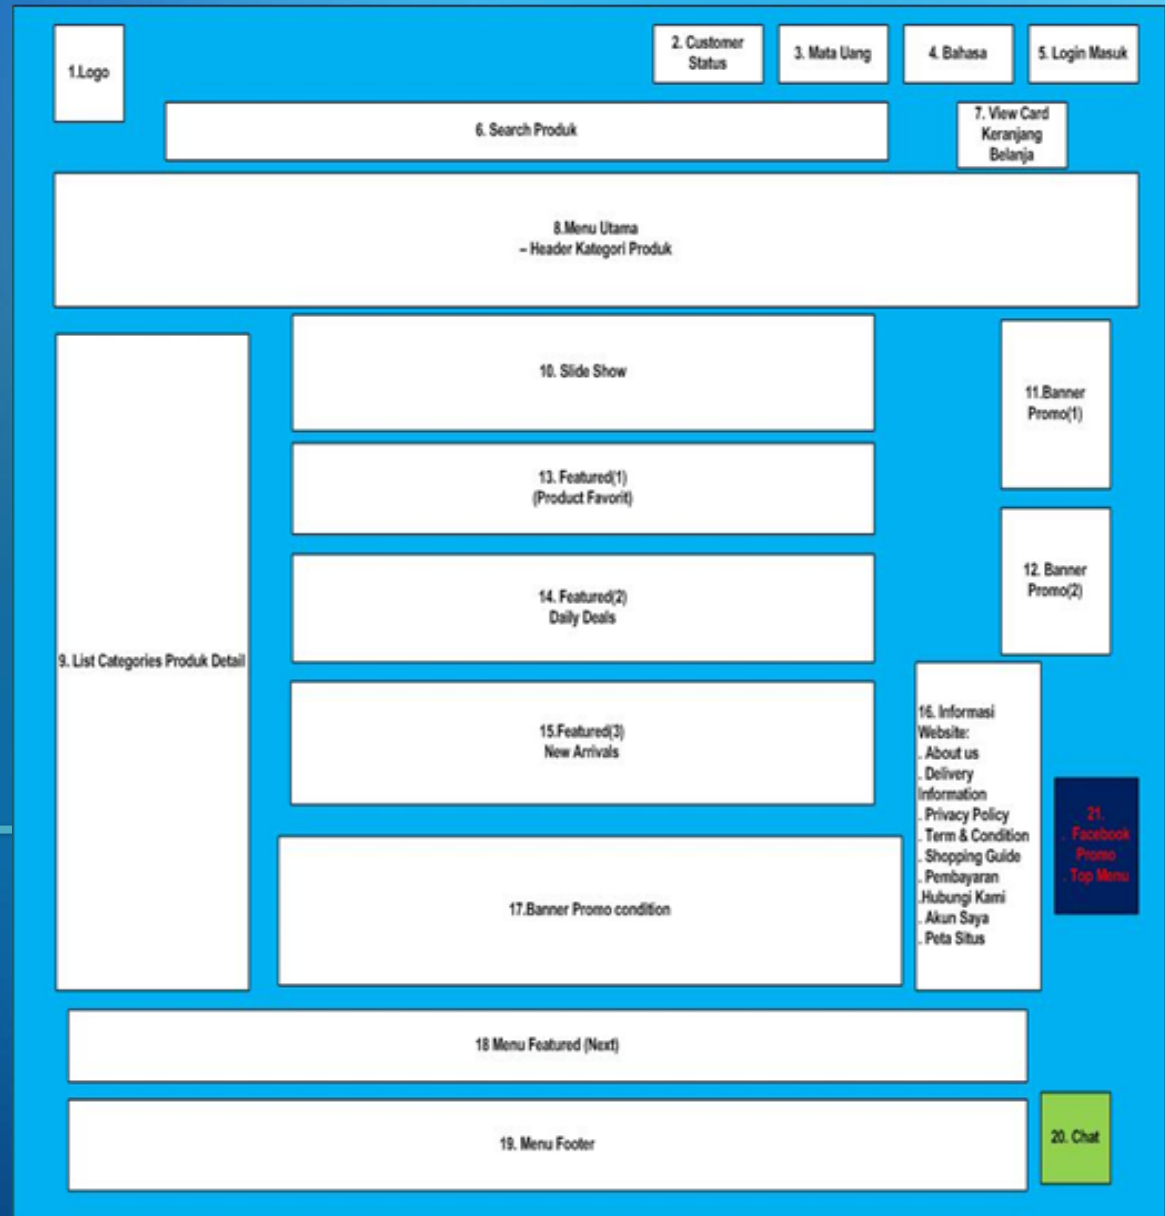 1.Logo
2. Customer
Status
3. Mata Uang
4. Bahasa
5. Login Masuk
6. Search Produk
7. View Card
Keranjang
Belanja
8.Menu Utama
– Header Kategori Produk
9. List Categories Produk Detail
10. Slide Show
11.Banner
Promo(1)
12. Banner
Promo(2)
13. Featured(1)
(Product Favorit)
14. Featured(2)
Daily Deals
15.Featured(3)
New Arrivals
16. Informasi
Website:
. About us
. Delivery
Information
. Privacy Policy
. Term & Condition
. Shopping Guide
. Pembayaran
.Hubungi Kami
. Akun Saya
. Peta Situs
21.
. Facebook
Promo
. Top Menu
17.Banner Promo condition
18 Menu Featured (Next)
19. Menu Footer
20. Chat